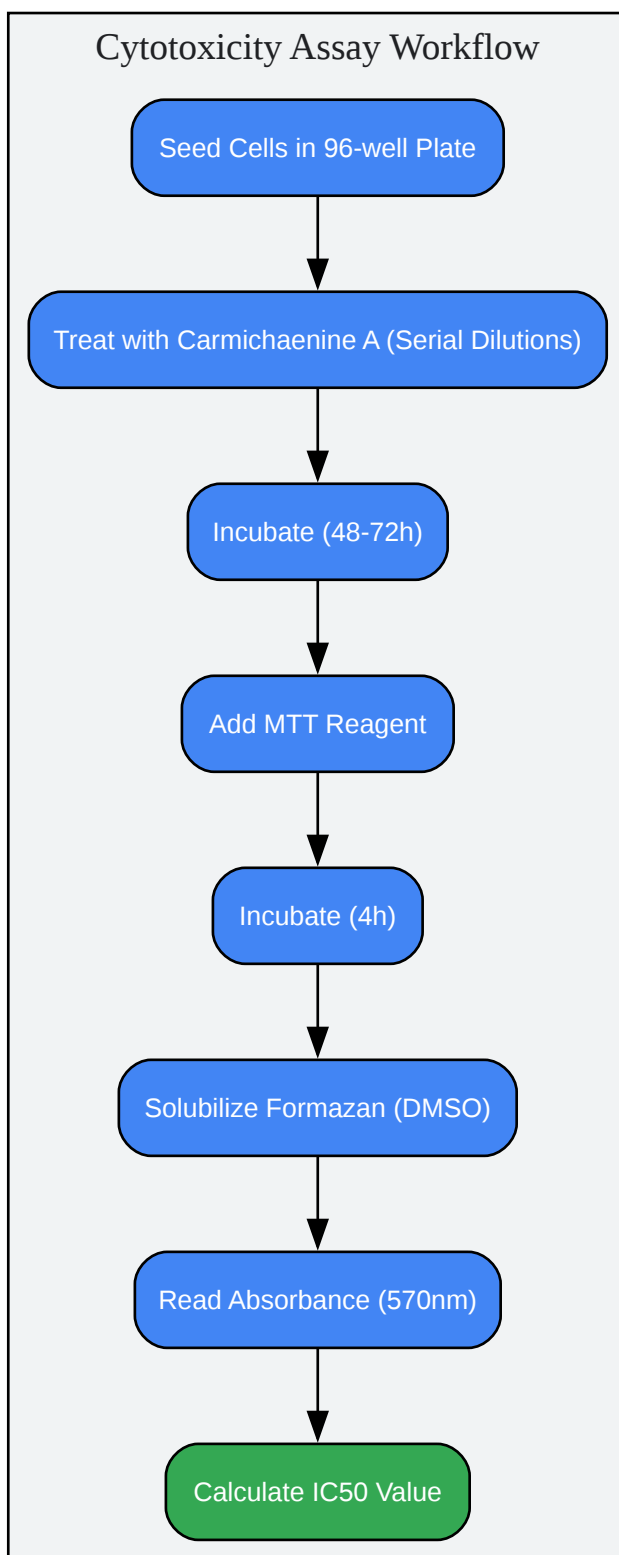 Cytotoxicity Assay Workflow
Seed Cells in 96-well Plate
Treat with Carmichaenine A (Serial Dilutions)
Incubate (48-72h)
Add MTT Reagent
Incubate (4h)
Solubilize Formazan (DMSO)
Read Absorbance (570nm)
Calculate IC50 Value